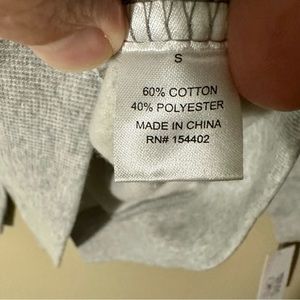 S
60% COTTON
40% POLYESTER
MADE IN CHINA
RN# 154402